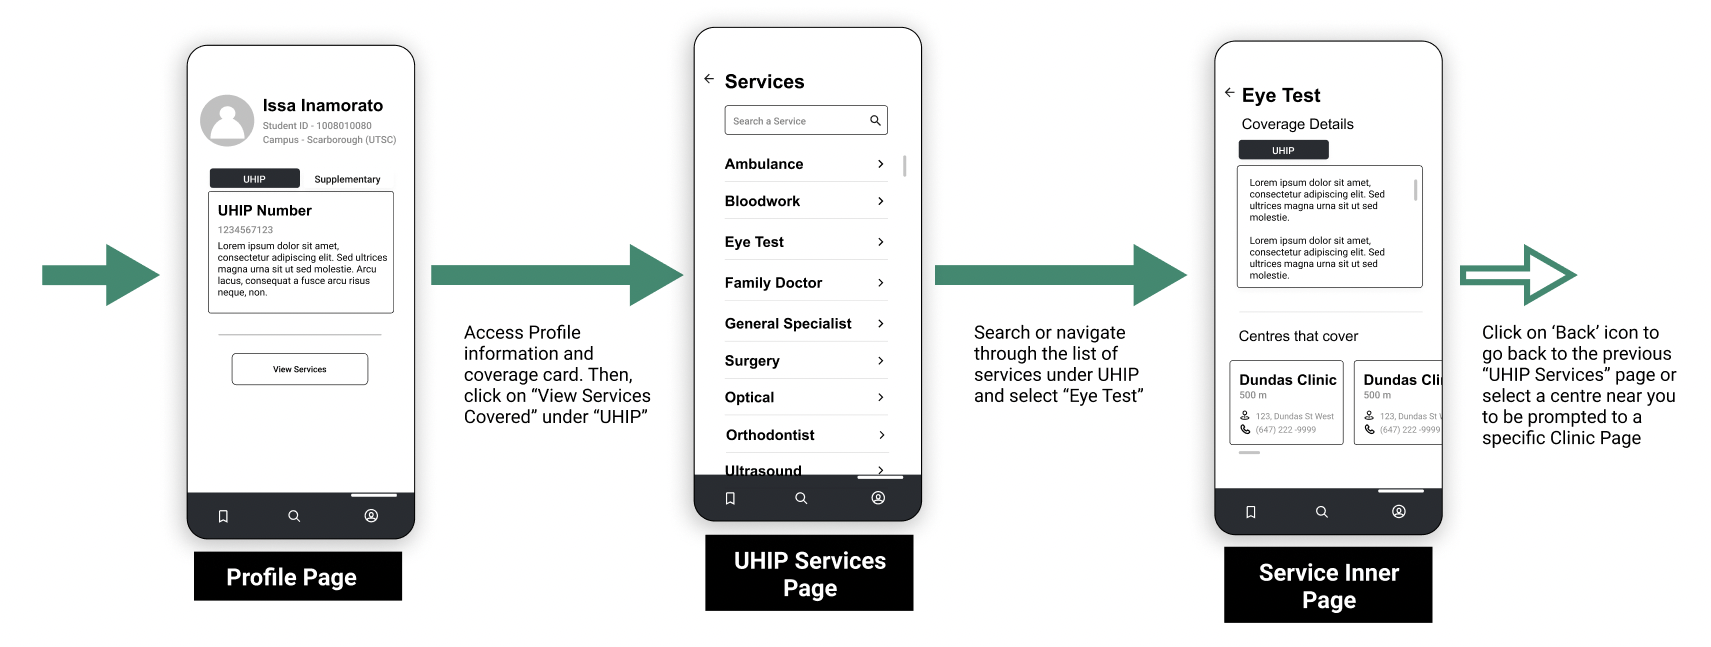 Issa Inamorato
Student ID - 1008010080
Campus - Scarborough (UTSC)
UHIP
Supplementary
UHIP Number
1234567123
Lorem ipsum dolor sit amet,
consectetur adipiscing elit. Sed ultrices
magna urna sit ut sed molestie. Arcu
lacus, consequat a fusce arcu risus
neque, non.
View Services
Profile Page
Access Profile
information and
coverage card. Then,
click on “View Services
Covered” under “UHIP”
Services
Search a Service
Ambulance
Bloodwork
Eye Test
Family Doctor
General Specialist
Surgery
Optical
Orthodontist
Ultrasound
UHIP Services
Page
Search or navigate
through the list of
services under UHIP
and select “Eye Test”
Eye Test
Coverage Details
UHIP
Lorem ipsum dolor sit amet,
consectetur adipiscing elit. Sed
ultrices magna urna sit ut sed
molestie.
Lorem ipsum dolor sit amet,
consectetur adipiscing elit. Sed
ultrices magna urna sit ut sed
molestie.
Centres that cover
Dundas Clinic
500 m
123, Dundas St West
(647) 222 -9999
Dundas Cli
500 m
123, Dundas St
(647) 222 -9999
Service Inner
Page
Click on ‘Back’ icon to
go back to the previous
“UHIP Services” page or
select a centre near you
to be prompted to a
specific Clinic Page